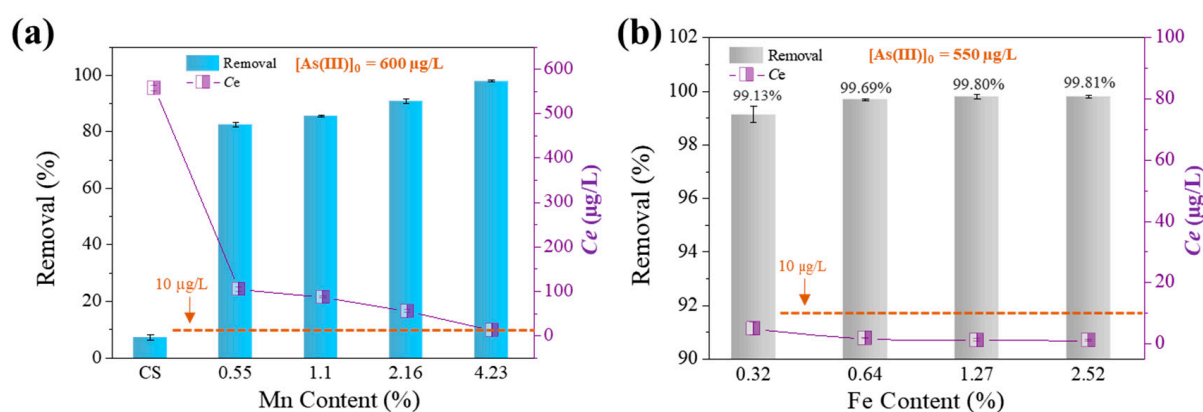 (a)
Removal
Ce
[As(III)]0 = 600 µg/L
100
80
60
40
20
0
Removal (%)
600
500
400
300
200
100
0
Ce (µg/L)
10 µg/L
CS
0.55
1.1
2.16
4.23
Mn Content (%)
(b)
Removal
Ce
[As(III)]0 = 550 µg/L
99.13%
99.69%
99.80%
99.81%
102
100
98
96
94
92
90
Removal (%)
100
80
60
40
20
0
Ce (µg/L)
10 µg/L
0.32
0.64
1.27
2.52
Fe Content (%)